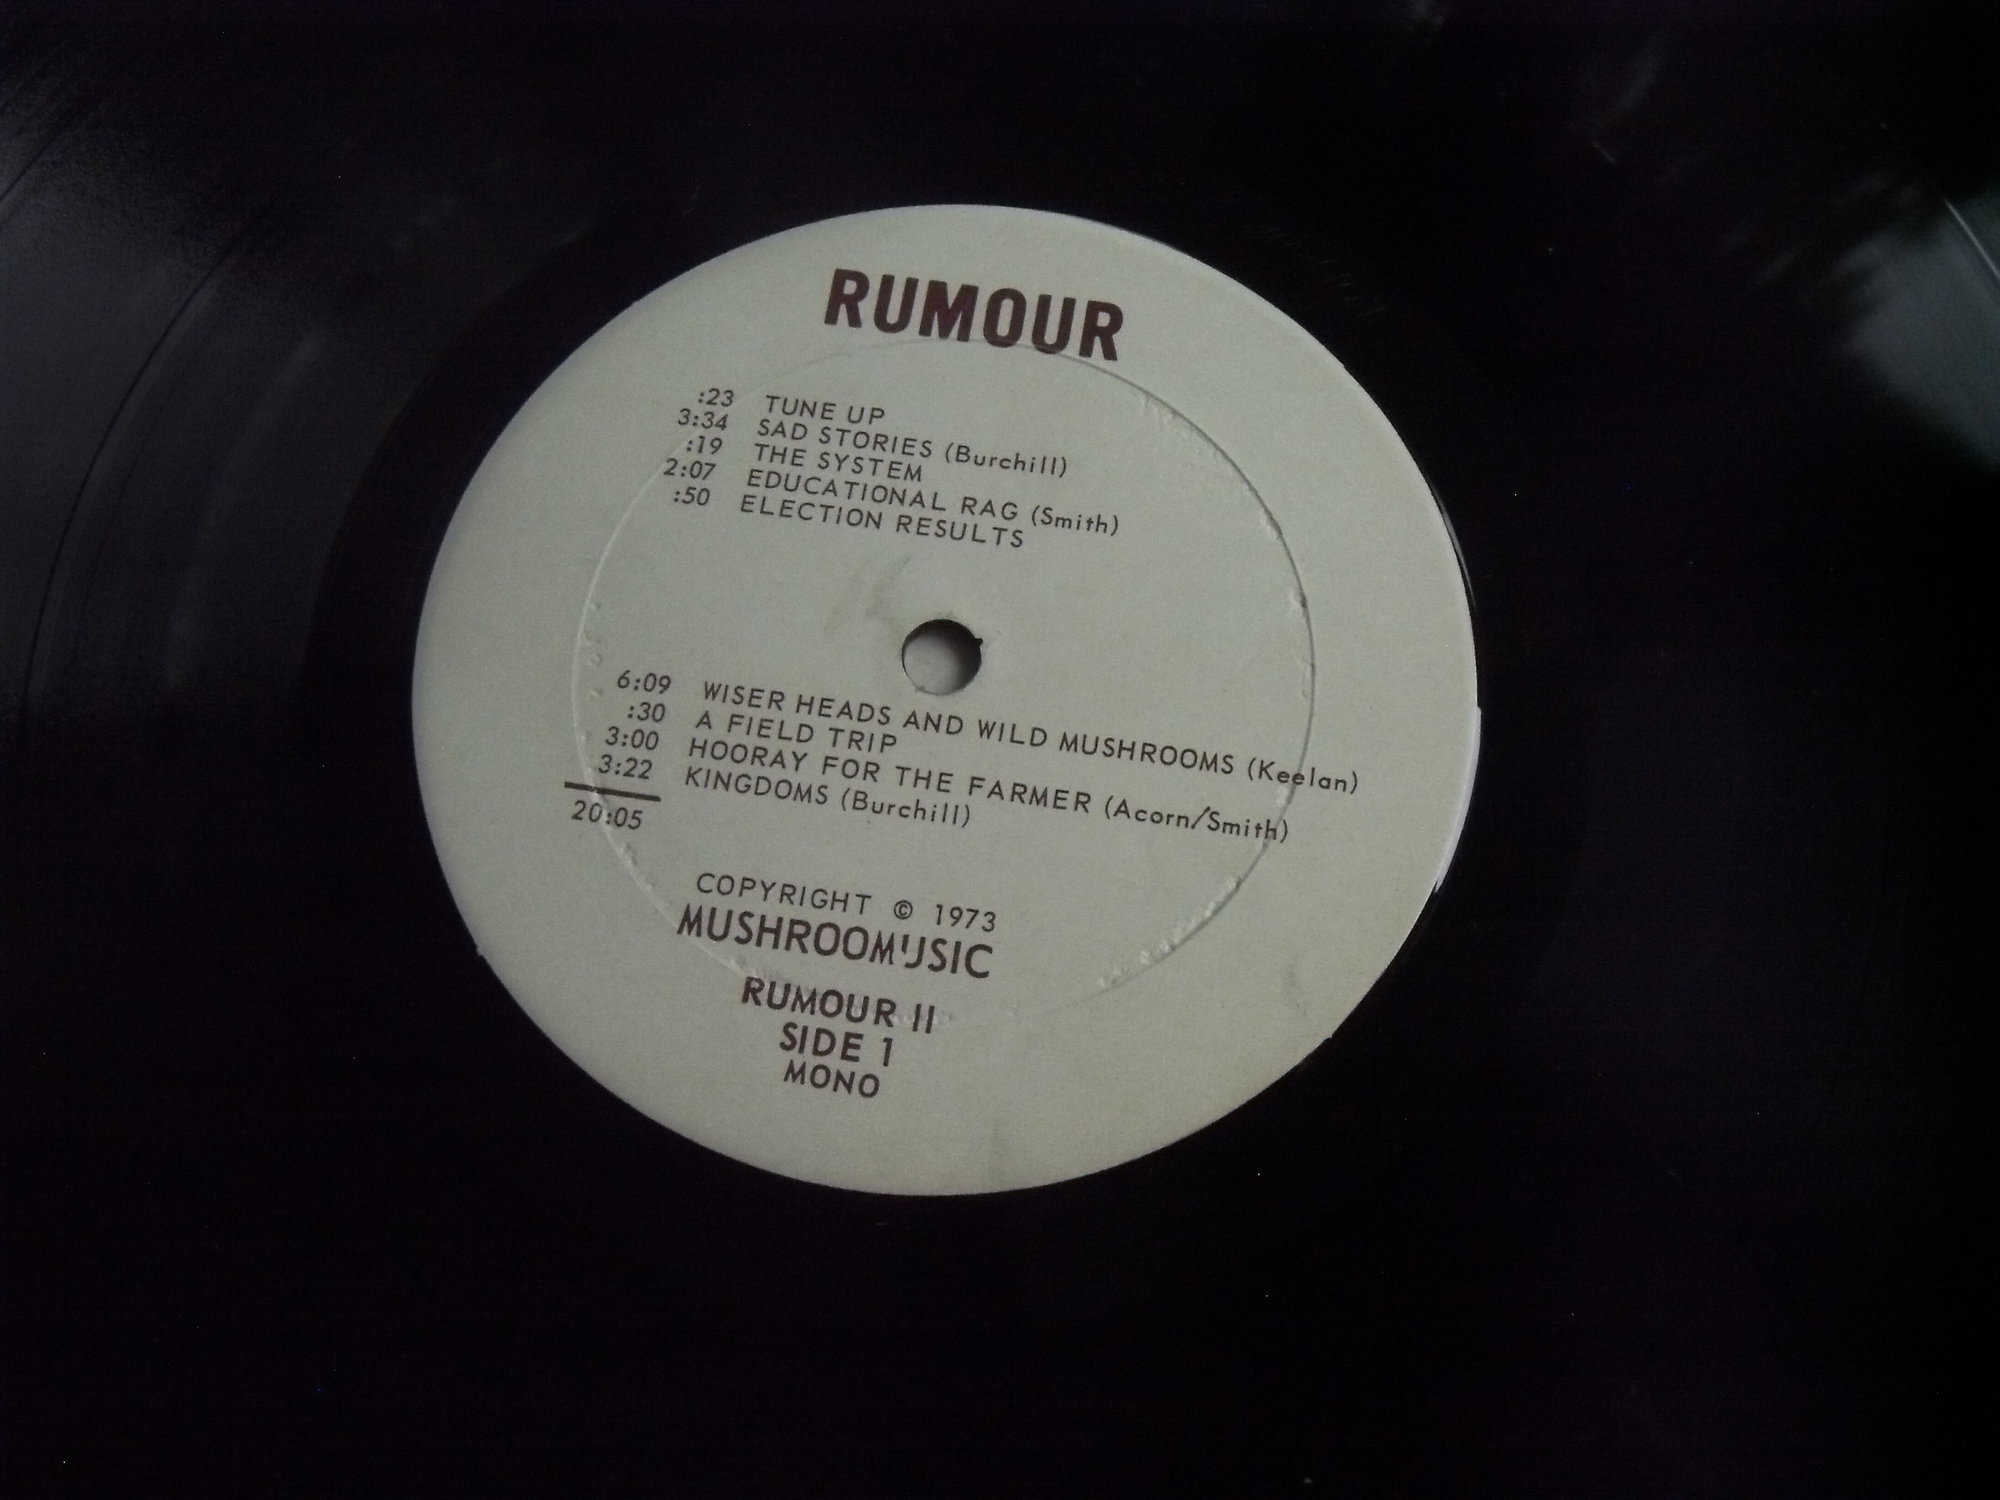 RUMOUR
:23 TUNE UP
3:34 SAD STORIES (Burchill)
:19 THE SYSTEM
2:07 EDUCATIONAL RAG (Smith)
:50 ELECTION RESULTS
6:09 WISER HEADS AND WILD MUSHROOMS (Keelan)
:30 A FIELD TRIP
3:00 HOORAY FOR THE FARMER (Acorn/Smith)
3:22 KINGDOMS (Burchill)
20:05
COPYRIGHT © 1973
MUSHROOM'USIC
RUMOUR II
SIDE 1
MONO